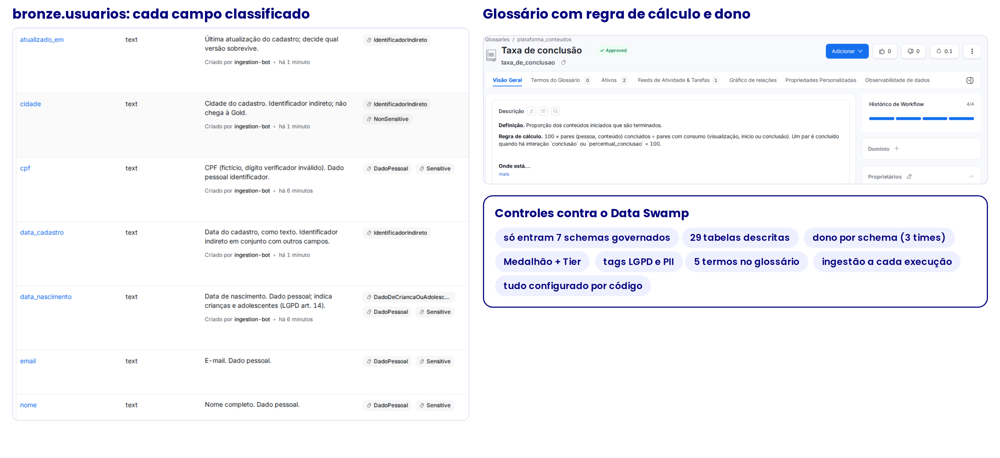 bronze.usuarios: cada campo classificado
atualizado_em
text
Última atualização do cadastro; decide qual
versão sobrevive.
Criado por ingestion-bot • há 1 minuto
IdentificadorIndireto
cidade
text
Cidade do cadastro. Identificador indireto; não
chega à Gold.
Criado por ingestion-bot • há 1 minuto
IdentificadorIndireto
NonSensitive
cpf
text
CPF (fictício, dígito verificador inválido). Dado
pessoal identificador.
Criado por ingestion-bot • há 6 minutos
DadoPessoal Sensitive
data_cadastro
text
Data do cadastro, como texto. Identificador
indireto em conjunto com outros campos.
Criado por ingestion-bot • há 1 minuto
IdentificadorIndireto
data_nascimento
text
Data de nascimento. Dado pessoal; indica
crianças e adolescentes (LGPD art. 14).
Criado por ingestion-bot • há 6 minutos
DadoDeCriancaOuAdolesc...
DadoPessoal Sensitive
email
text
E-mail. Dado pessoal.
DadoPessoal Sensitive
nome
text
Nome completo. Dado pessoal.
DadoPessoal Sensitive
Glossário com regra de cálculo e dono
Glossaries / plataforma_conteudos
Taxa de conclusão Approved
taxa_de_conclusao
Adicionar 0 0 0.1
Visão Geral Termos do Glossário 0 Ativos 2 Feeds de Atividade & Tarefas 1 Gráfico de relações Propriedades Personalizadas Observabilidade de dados
Descrição
Definição. Proporção dos conteúdos iniciados que são terminados.
Regra de cálculo. 100 × pares (pessoa, conteúdo) concluídos ÷ pares com consumo (visualização, início ou conclusão). Um par é concluído
quando há interação `conclusão` ou `percentual_conclusao` = 100.
Onde está....
mais
Histórico de Workflow 4/4
Domínio
Proprietários
Controles contra o Data Swamp
só entram 7 schemas governados 29 tabelas descritas dono por schema (3 times)
Medalhão + Tier tags LGPD e PII 5 termos no glossário ingestão a cada execução
tudo configurado por código